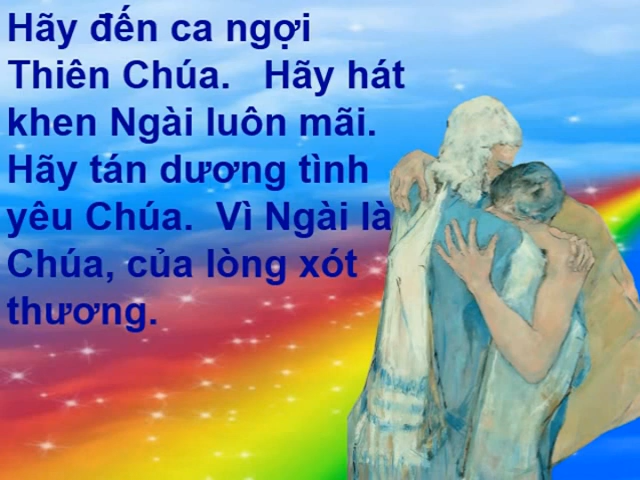 Hãy đến ca ngợi
Thiên Chúa.   Hãy hát
khen Ngài luôn mãi.
Hãy tán dương tình
yêu Chúa.  Vì Ngài là
Chúa, của lòng xót
thương.